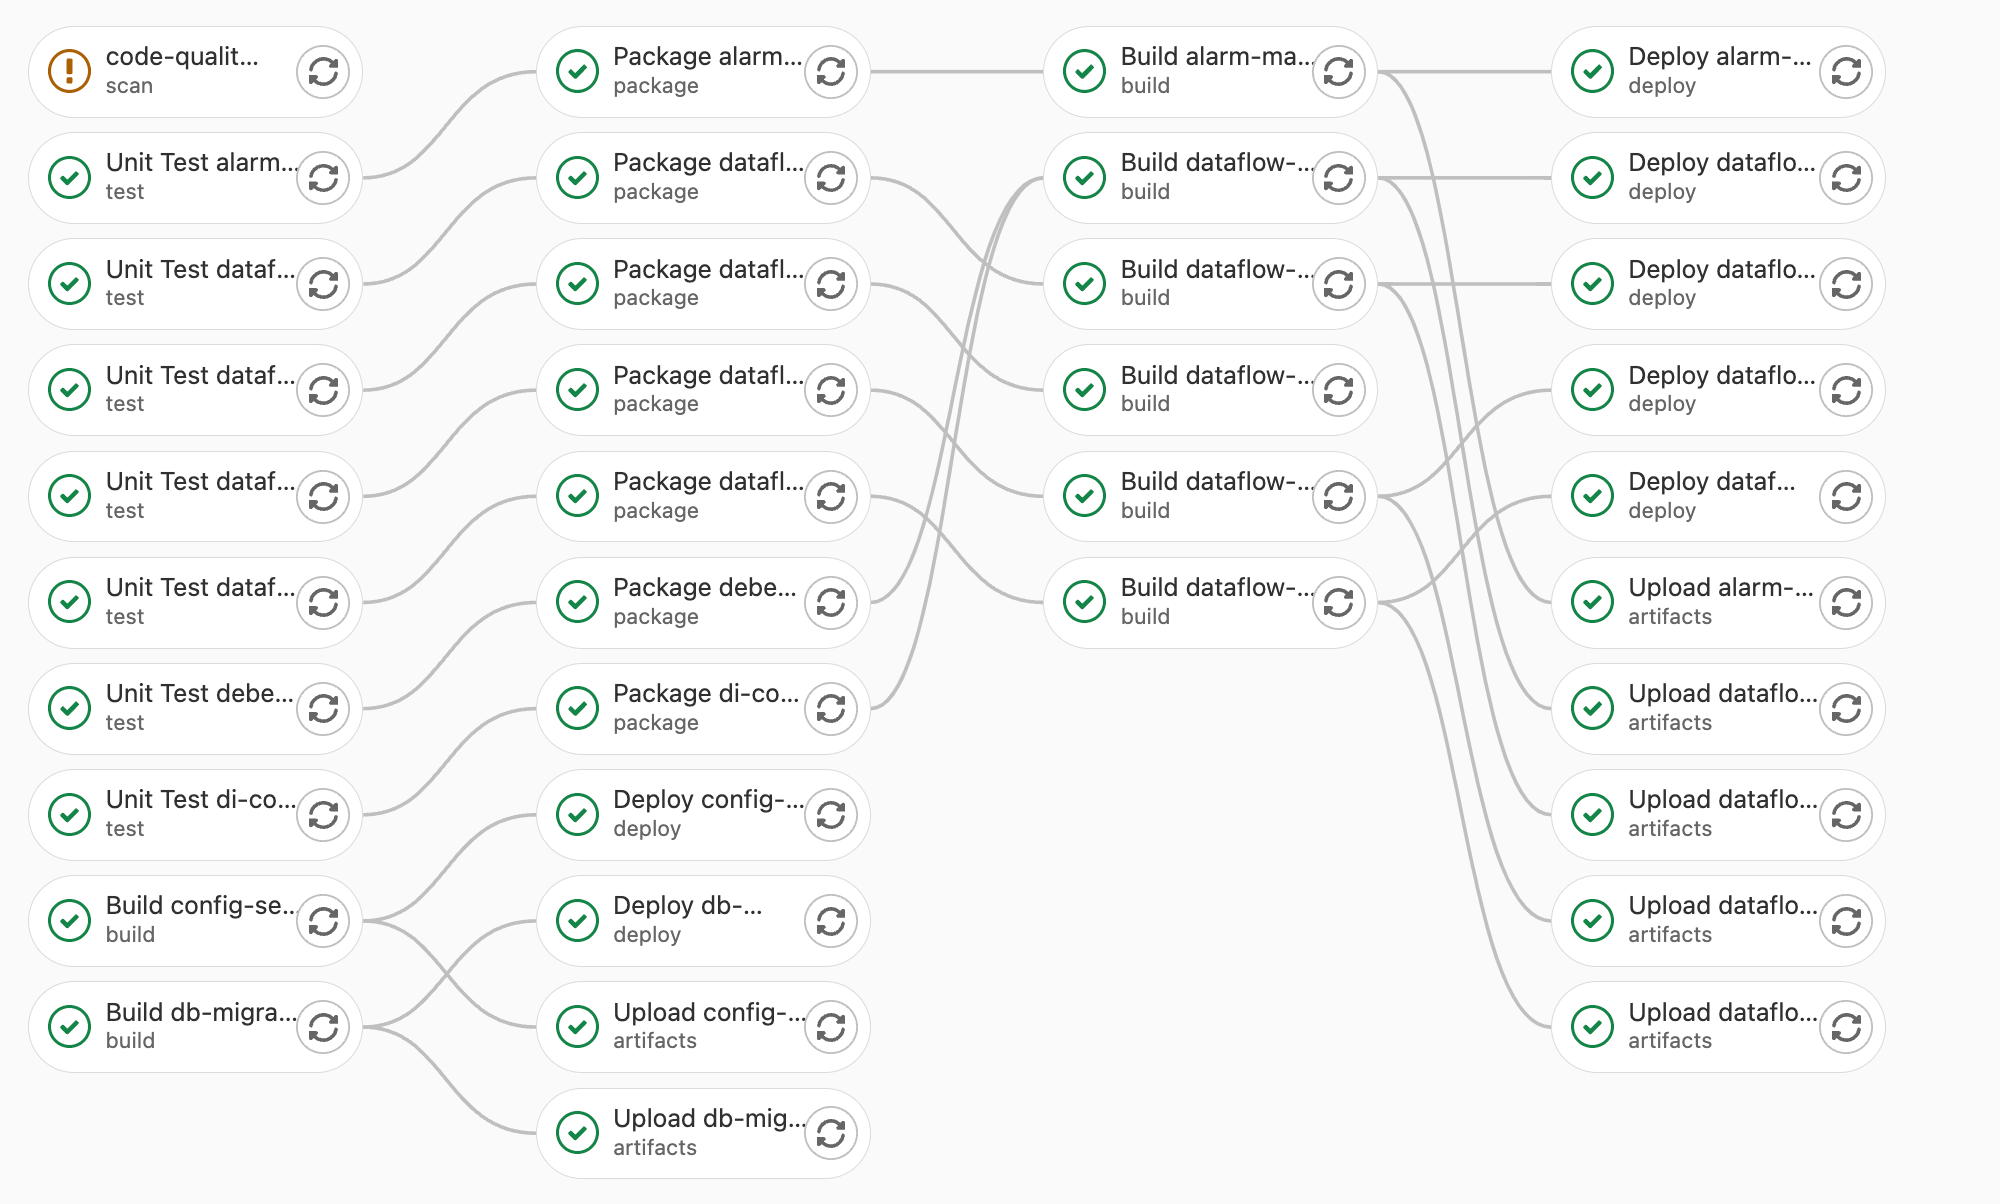 code-qualit...
scan
Unit Test alarm...
test
Unit Test dataf...
test
Unit Test dataf...
test
Unit Test dataf...
test
Unit Test dataf...
test
Unit Test debe...
test
Unit Test di-co...
test
Build config-se...
build
Build db-migra...
build
Package alarm...
package
Package datafl...
package
Package datafl...
package
Package datafl...
package
Package datafl...
package
Package debe...
package
Package di-co...
package
Deploy config-...
deploy
Deploy db-...
deploy
Upload config-...
artifacts
Upload db-mig...
artifacts
Build alarm-ma...
build
Build dataflow-...
build
Build dataflow-...
build
Build dataflow-...
build
Build dataflow-...
build
Build dataflow-...
build
Deploy alarm-...
deploy
Deploy dataflo...
deploy
Deploy dataflo...
deploy
Deploy dataflo...
deploy
Deploy dataf...
deploy
Upload alarm-...
artifacts
Upload dataflo...
artifacts
Upload dataflo...
artifacts
Upload dataflo...
artifacts
Upload dataflo...
artifacts